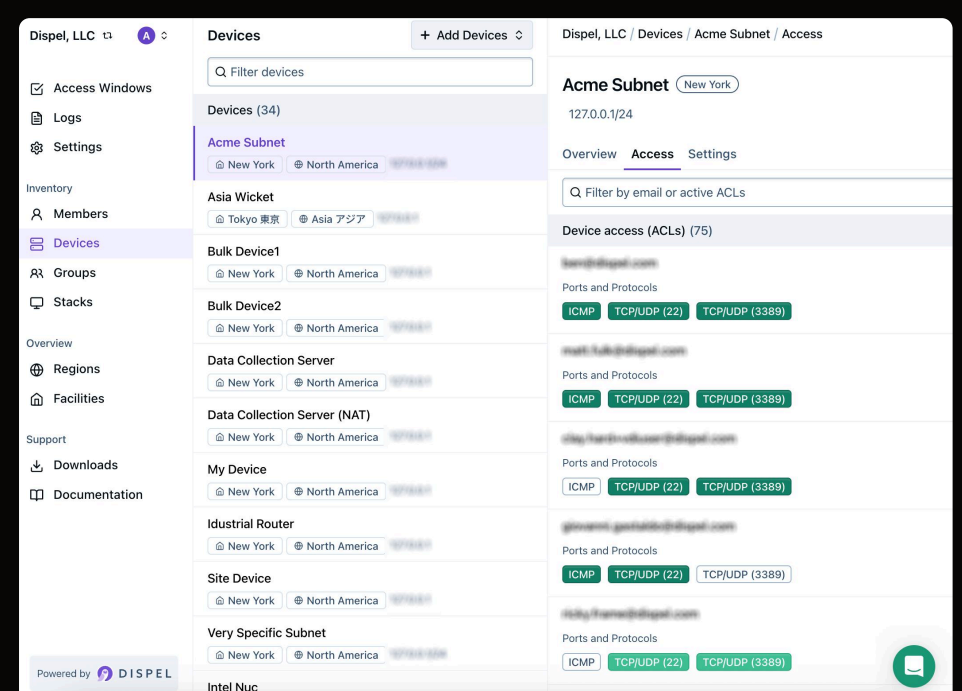 Dispel, LLC
A
Access Windows
Logs
Settings
Inventory
Members
Devices
Groups
Stacks
Overview
Regions
Facilities
Support
Downloads
Documentation
Powered by DISPEL
Devices
+ Add Devices
Filter devices
Devices (34)
Acme Subnet
New York North America
Asia Wicket
Tokyo 東京 Asia アジア
Bulk Device1
New York North America
Bulk Device2
New York North America
Data Collection Server
New York North America
Data Collection Server (NAT)
New York North America
My Device
New York North America
Idustrial Router
New York North America
Site Device
New York North America
Very Specific Subnet
New York North America
Intel Nuc
Dispel, LLC / Devices / Acme Subnet / Access
Acme Subnet New York
127.0.0.1/24
Overview Access Settings
Filter by email or active ACLs
Device access (ACLs) (75)
Ports and Protocols
ICMP TCP/UDP (22) TCP/UDP (3389)
Ports and Protocols
ICMP TCP/UDP (22) TCP/UDP (3389)
Ports and Protocols
ICMP TCP/UDP (22) TCP/UDP (3389)
Ports and Protocols
ICMP TCP/UDP (22) TCP/UDP (3389)
Ports and Protocols
ICMP TCP/UDP (22) TCP/UDP (3389)